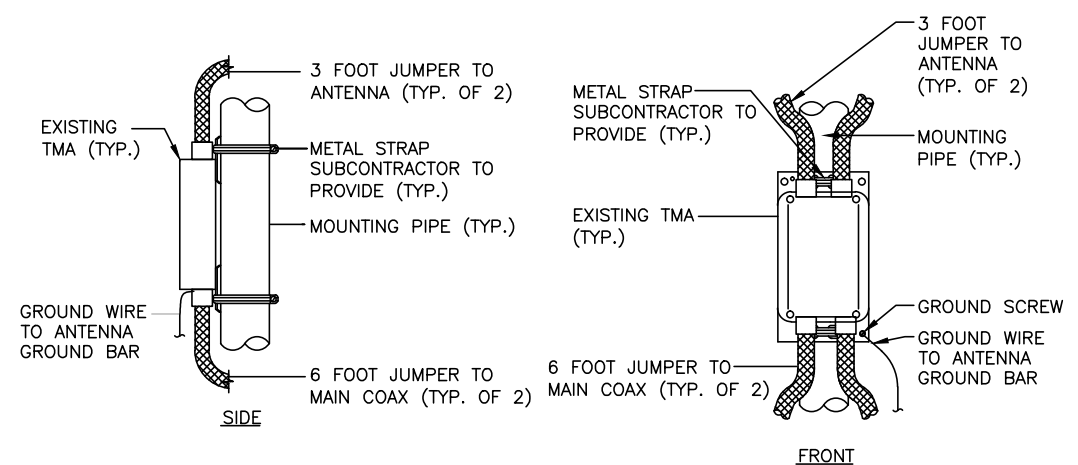 3 FOOT JUMPER TO
ANTENNA (TYP. OF 2)
EXISTING
TMA (TYP.)
METAL STRAP
SUBCONTRACTOR TO
PROVIDE (TYP.)
MOUNTING PIPE (TYP.)
GROUND WIRE
TO ANTENNA
GROUND BAR
6 FOOT JUMPER TO
MAIN COAX (TYP. OF 2)
SIDE
3 FOOT
JUMPER TO
ANTENNA
(TYP. OF 2)
METAL STRAP
SUBCONTRACTOR TO
PROVIDE (TYP.)
MOUNTING
PIPE (TYP.)
EXISTING TMA
(TYP.)
GROUND SCREW
GROUND WIRE
TO ANTENNA
GROUND BAR
6 FOOT JUMPER TO
MAIN COAX (TYP. OF 2)
FRONT